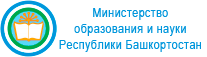 Министерство
образования и науки
Республики Башкортостан